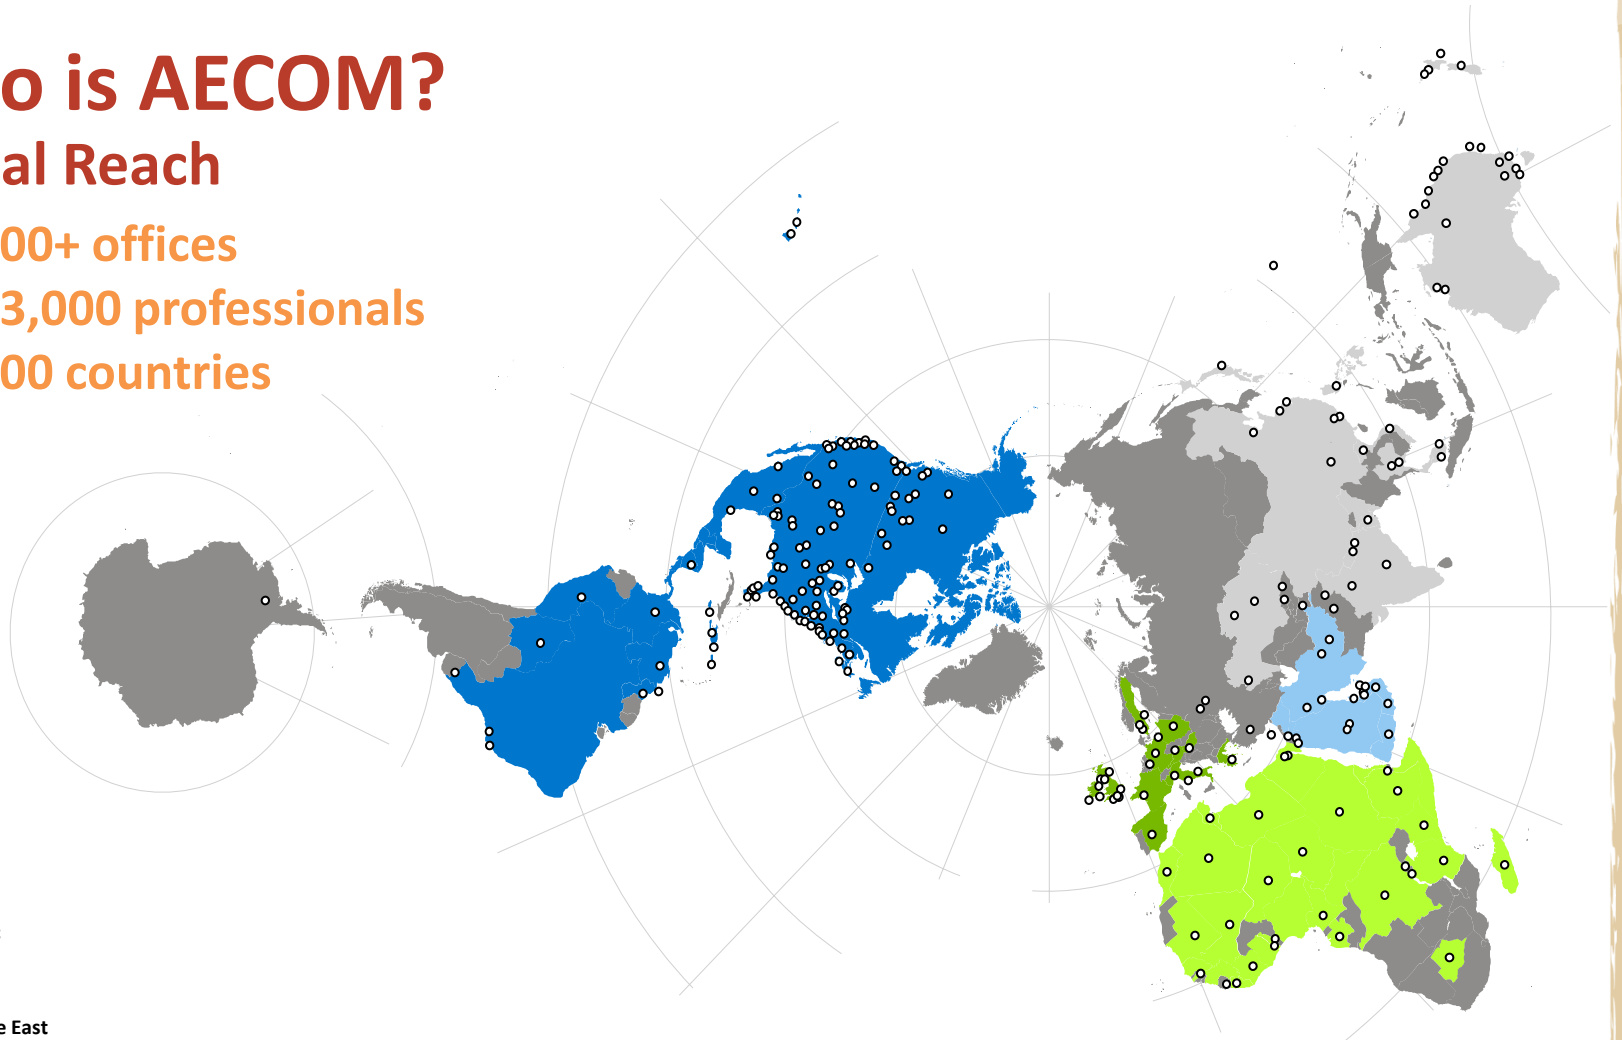 o is AECOM?
al Reach
00+ offices
3,000 professionals
00 countries
e East